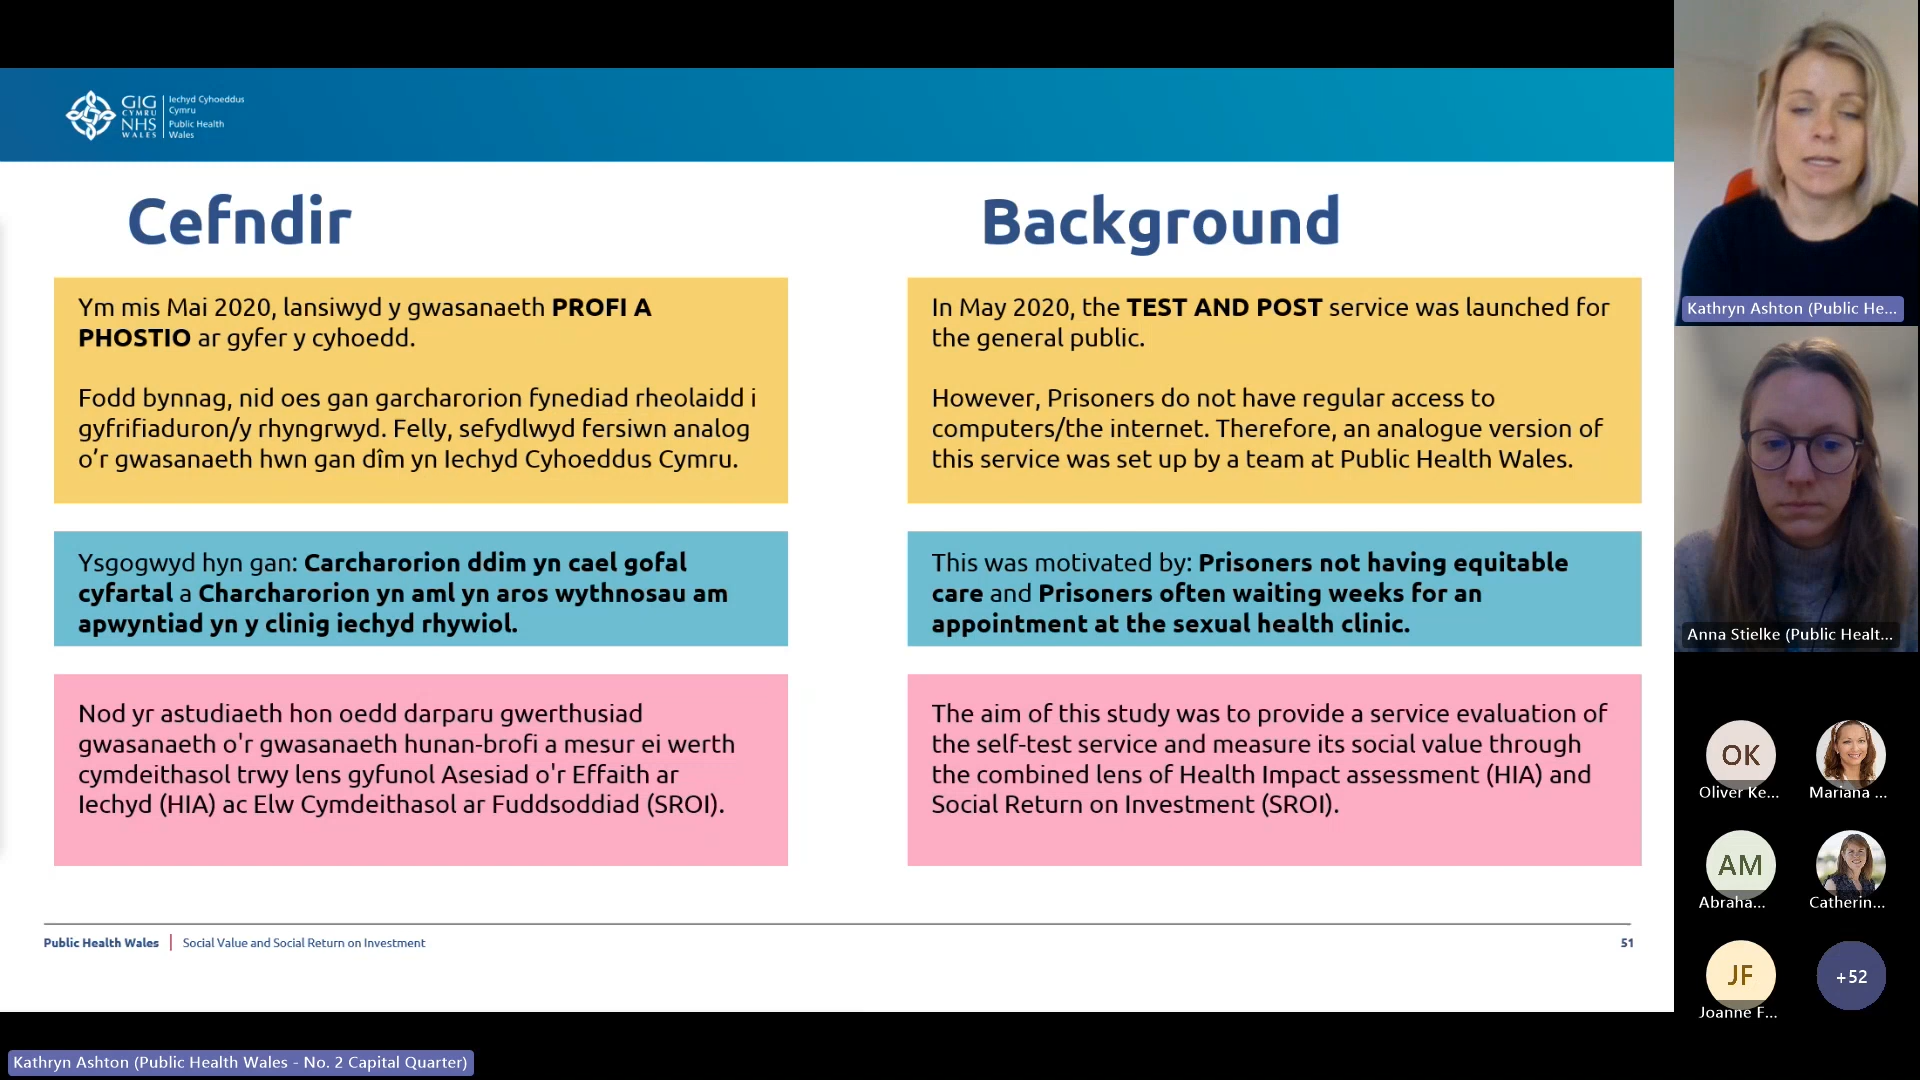 GIG
CYMRU
NHS
WALES
Iechyd Cyhoeddus
Cymru
Public Health
Wales
Cefndir
Ym mis Mai 2020, lansiwyd y gwasanaeth PROFI A
PHOSTIO ar gyfer y cyhoedd.
Fodd bynnag, nid oes gan garcharorion fynediad rheolaidd i
gyfrifiaduron/y rhyngrwyd. Felly, sefydlwyd fersiwn analog
o’r gwasanaeth hwn gan dîm yn Iechyd Cyhoeddus Cymru.
Ysgogwyd hyn gan: Carcharorion ddim yn cael gofal
cyfartal a Charcharorion yn aml yn aros wythnosau am
apwyntiad yn y clinig iechyd rhywiol.
Nod yr astudiaeth hon oedd darparu gwerthusiad
gwasanaeth o'r gwasanaeth hunan-brofi a mesur ei werth
cymdeithasol trwy lens gyfunol Asesiad o'r Effaith ar
Iechyd (HIA) ac Elw Cymdeithasol ar Fuddsoddiad (SROI).
Background
In May 2020, the TEST AND POST service was launched for
the general public.
However, Prisoners do not have regular access to
computers/the internet. Therefore, an analogue version of
this service was set up by a team at Public Health Wales.
This was motivated by: Prisoners not having equitable
care and Prisoners often waiting weeks for an
appointment at the sexual health clinic.
The aim of this study was to provide a service evaluation of
the self-test service and measure its social value through
the combined lens of Health Impact assessment (HIA) and
Social Return on Investment (SROI).
Public Health Wales | Social Value and Social Return on Investment
51
Kathryn Ashton (Public He...
Anna Stielke (Public Healt...
OK
Oliver Ke...
Mariana ...
AM
Abraha...
Catherin...
JF
Joanne F...
+52
Kathryn Ashton (Public Health Wales - No. 2 Capital Quarter)